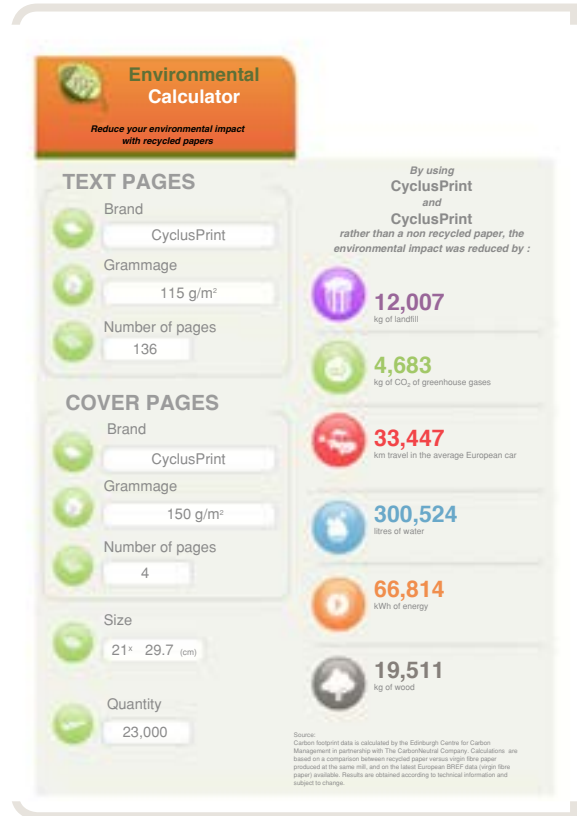 Environmental
Calculator
Reduce your environmental impact
with recycled papers
TEXT PAGES
Brand
CyclusPrint
Grammage
115 g/m²
Number of pages
136
COVER PAGES
Brand
CyclusPrint
Grammage
150 g/m²
Number of pages
4
Size
21x 29.7 (cm)
Quantity
23,000
By using
CyclusPrint
and
CyclusPrint
rather than a non recycled paper, the
environmental impact was reduced by :
12,007
kg of landfill
4,683
kg of CO₂ of greenhouse gases
33,447
km travel in the average European car
300,524
litres of water
66,814
kWh of energy
19,511
kg of wood
Source:
Carbon footprint data is calculated by the Edinburgh Centre for Carbon
Management in partnership with The CarbonNeutral Company. Calculations are
based on a comparison between recycled paper versus virgin fibre paper
produced at the same mill, and on the latest European BREF data (virgin fibre
paper) available. Results are obtained according to technical information and
subject to change.